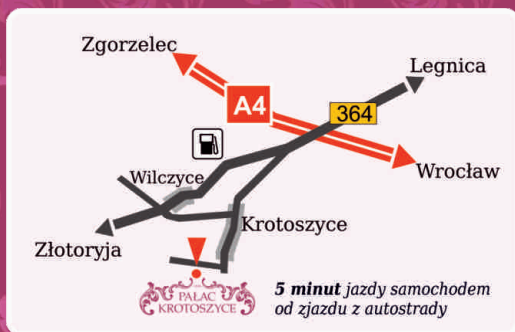 Zgorzelec
Legnica
A4
364
Wilczyce
Wrocław
Krotoszyce
Złotoryja
PAŁAC
KROTOSZYCE
5 minut jazdy samochodem
od zjazdu z autostrady